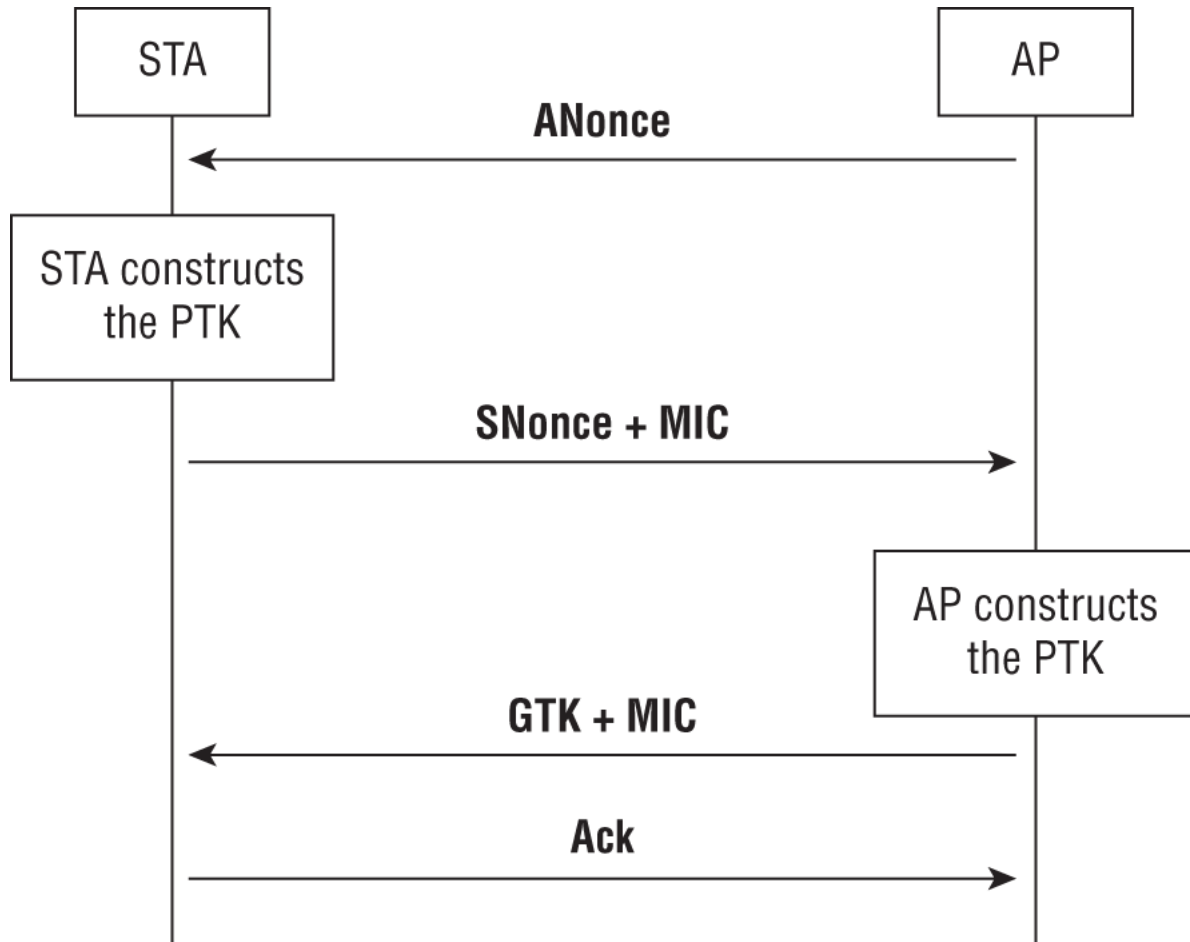 STA
AP
ANonce
STA constructs
the PTK
SNonce + MIC
AP constructs
the PTK
GTK + MIC
Ack